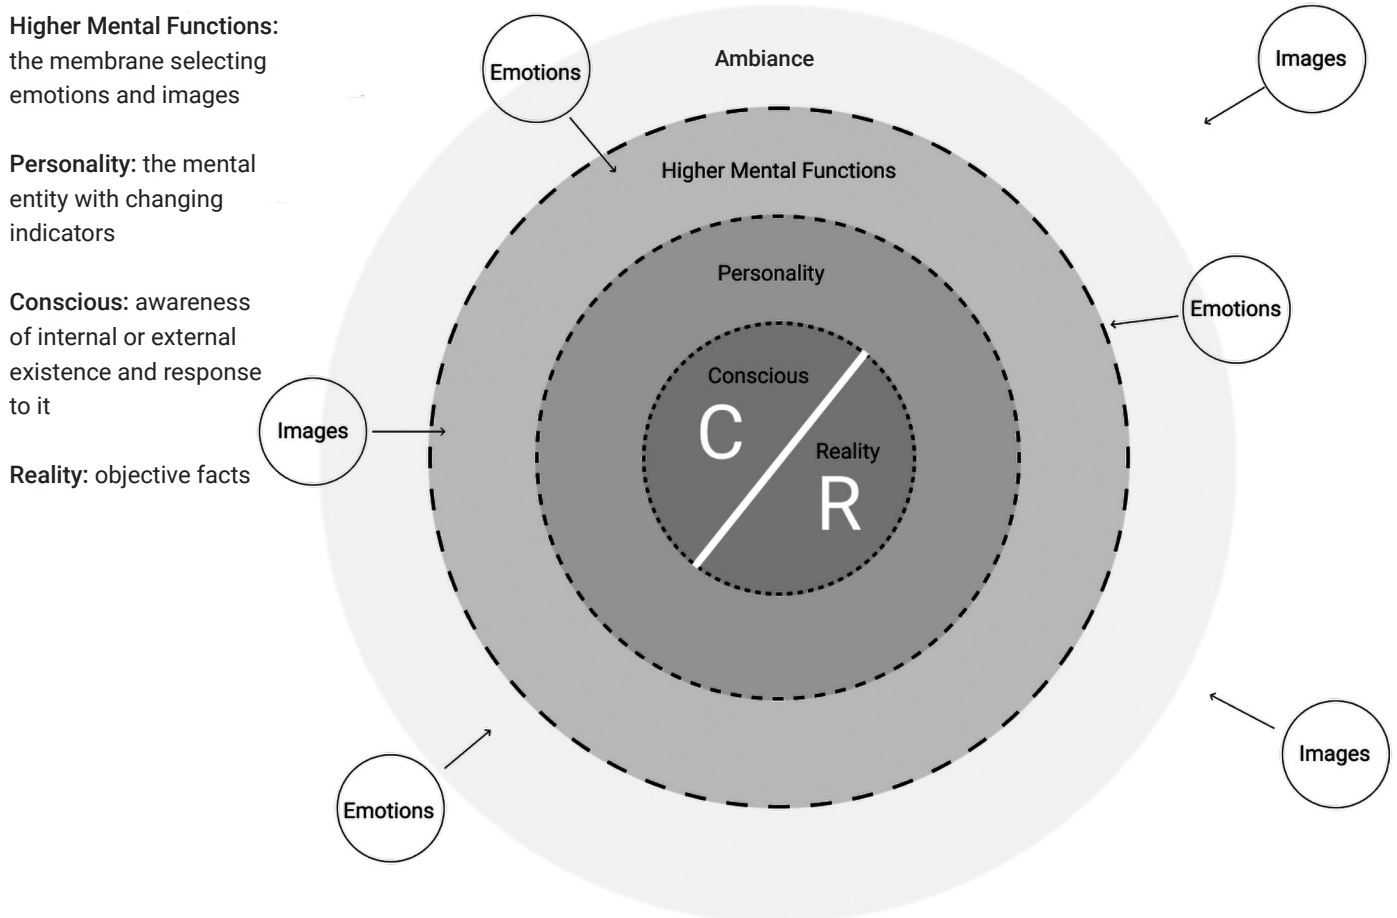 Higher Mental Functions:
the membrane selecting
emotions and images
Personality: the mental
entity with changing
indicators
Conscious: awareness
of internal or external
existence and response
to it
Reality: objective facts
Emotions
Ambiance
Images
Higher Mental Functions
Personality
Emotions
Conscious
C
Images
Reality
R
Images
Emotions